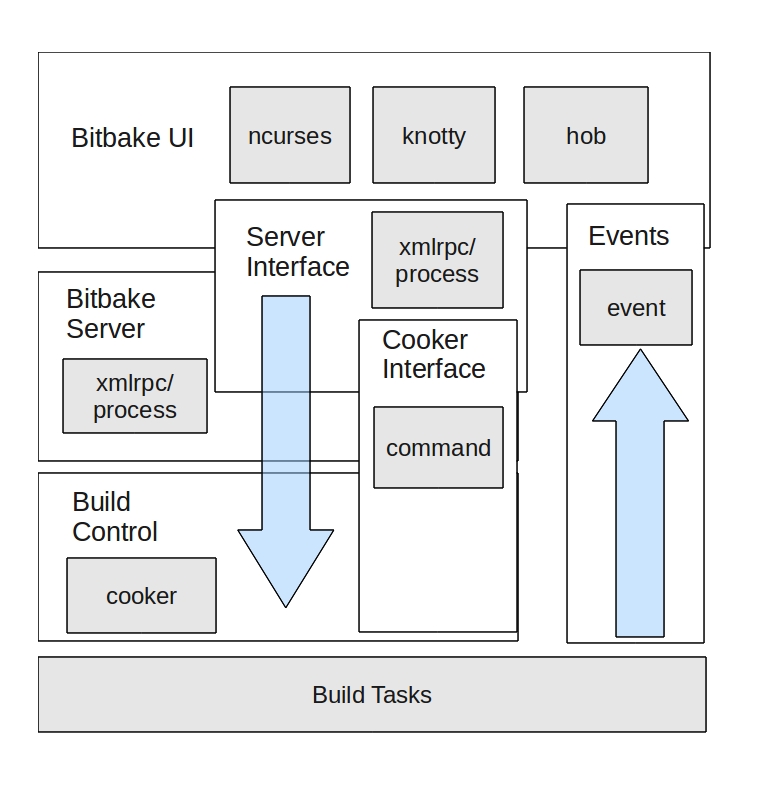 Bitbake UI
ncurses
knotty
hob
Server
Interface
xmlrpc/
process
Events
event
Bitbake
Server
xmlrpc/
process
Cooker
Interface
command
Build
Control
cooker
Build Tasks